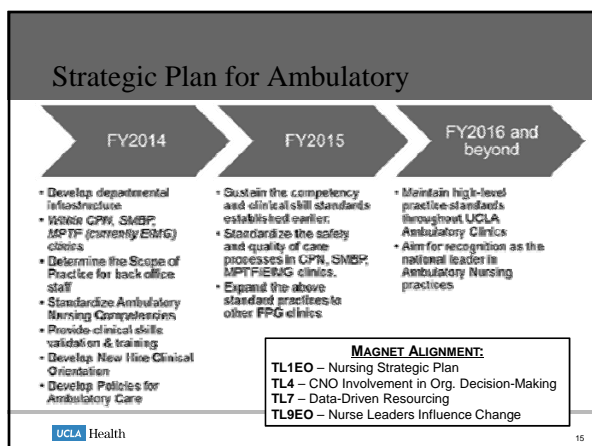 Strategic Plan for Ambulatory
FY2014
• Develop departmental
infrastructure
• Within CPN, SMBP,
MPTF (currently EIMG)
clinics
• Determine the Scope of
Practice for back office
staff
• Standardize Ambulatory
Nursing Competencies
• Provide clinical skills
validation & training
• Develop New Hire Clinical
Orientation
• Develop Policies for
Ambulatory Care
FY2015
• Sustain the competency
and clinical skill standards
established earlier.
• Standardize the safety
and quality of care
processes in CPN, SMBP,
MPTF/EIMG clinics.
• Expand the above
standard practices to
other FPG clinics
FY2016 and
beyond
• Maintain high-level
practice standards
throughout UCLA
Ambulatory Clinics
• Aim for recognition as the
national leader in
Ambulatory Nursing
practices
MAGNET ALIGNMENT:
TL1EO – Nursing Strategic Plan
TL4 – CNO Involvement in Org. Decision-Making
TL7 – Data-Driven Resourcing
TL9EO – Nurse Leaders Influence Change
UCLA Health
15